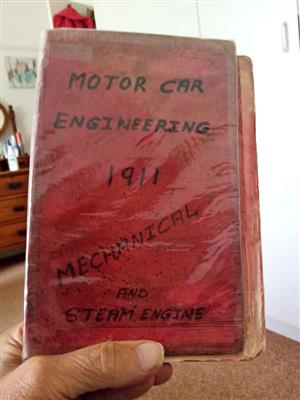 MOTOR CAR
ENGINEERING
1911
MECHANICAL
AND
STEAM ENGINE